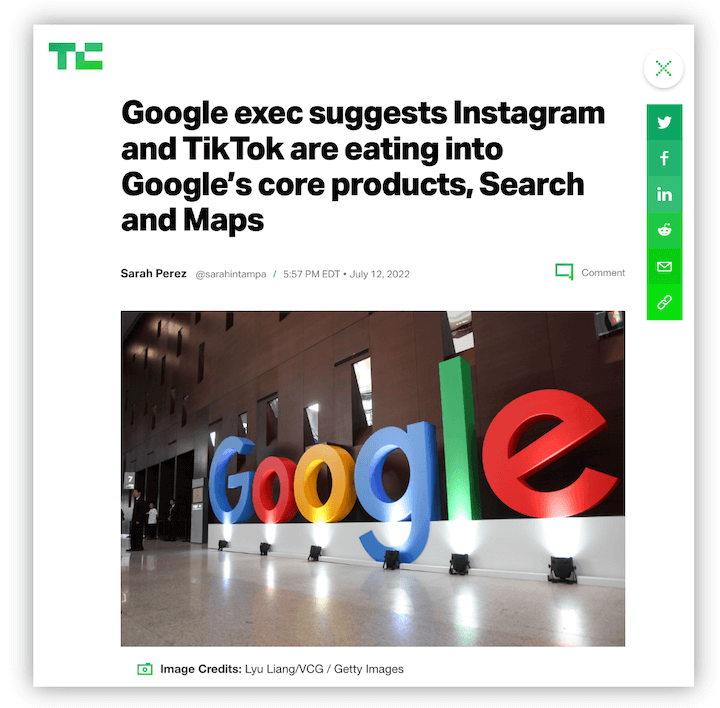 TC
Google exec suggests Instagram
and TikTok are eating into
Google’s core products, Search
and Maps
Sarah Perez @sarahintampa / 5:57 PM EDT • July 12, 2022
Comment
7
Google
Image Credits: Lyu Liang/VCG / Getty Images